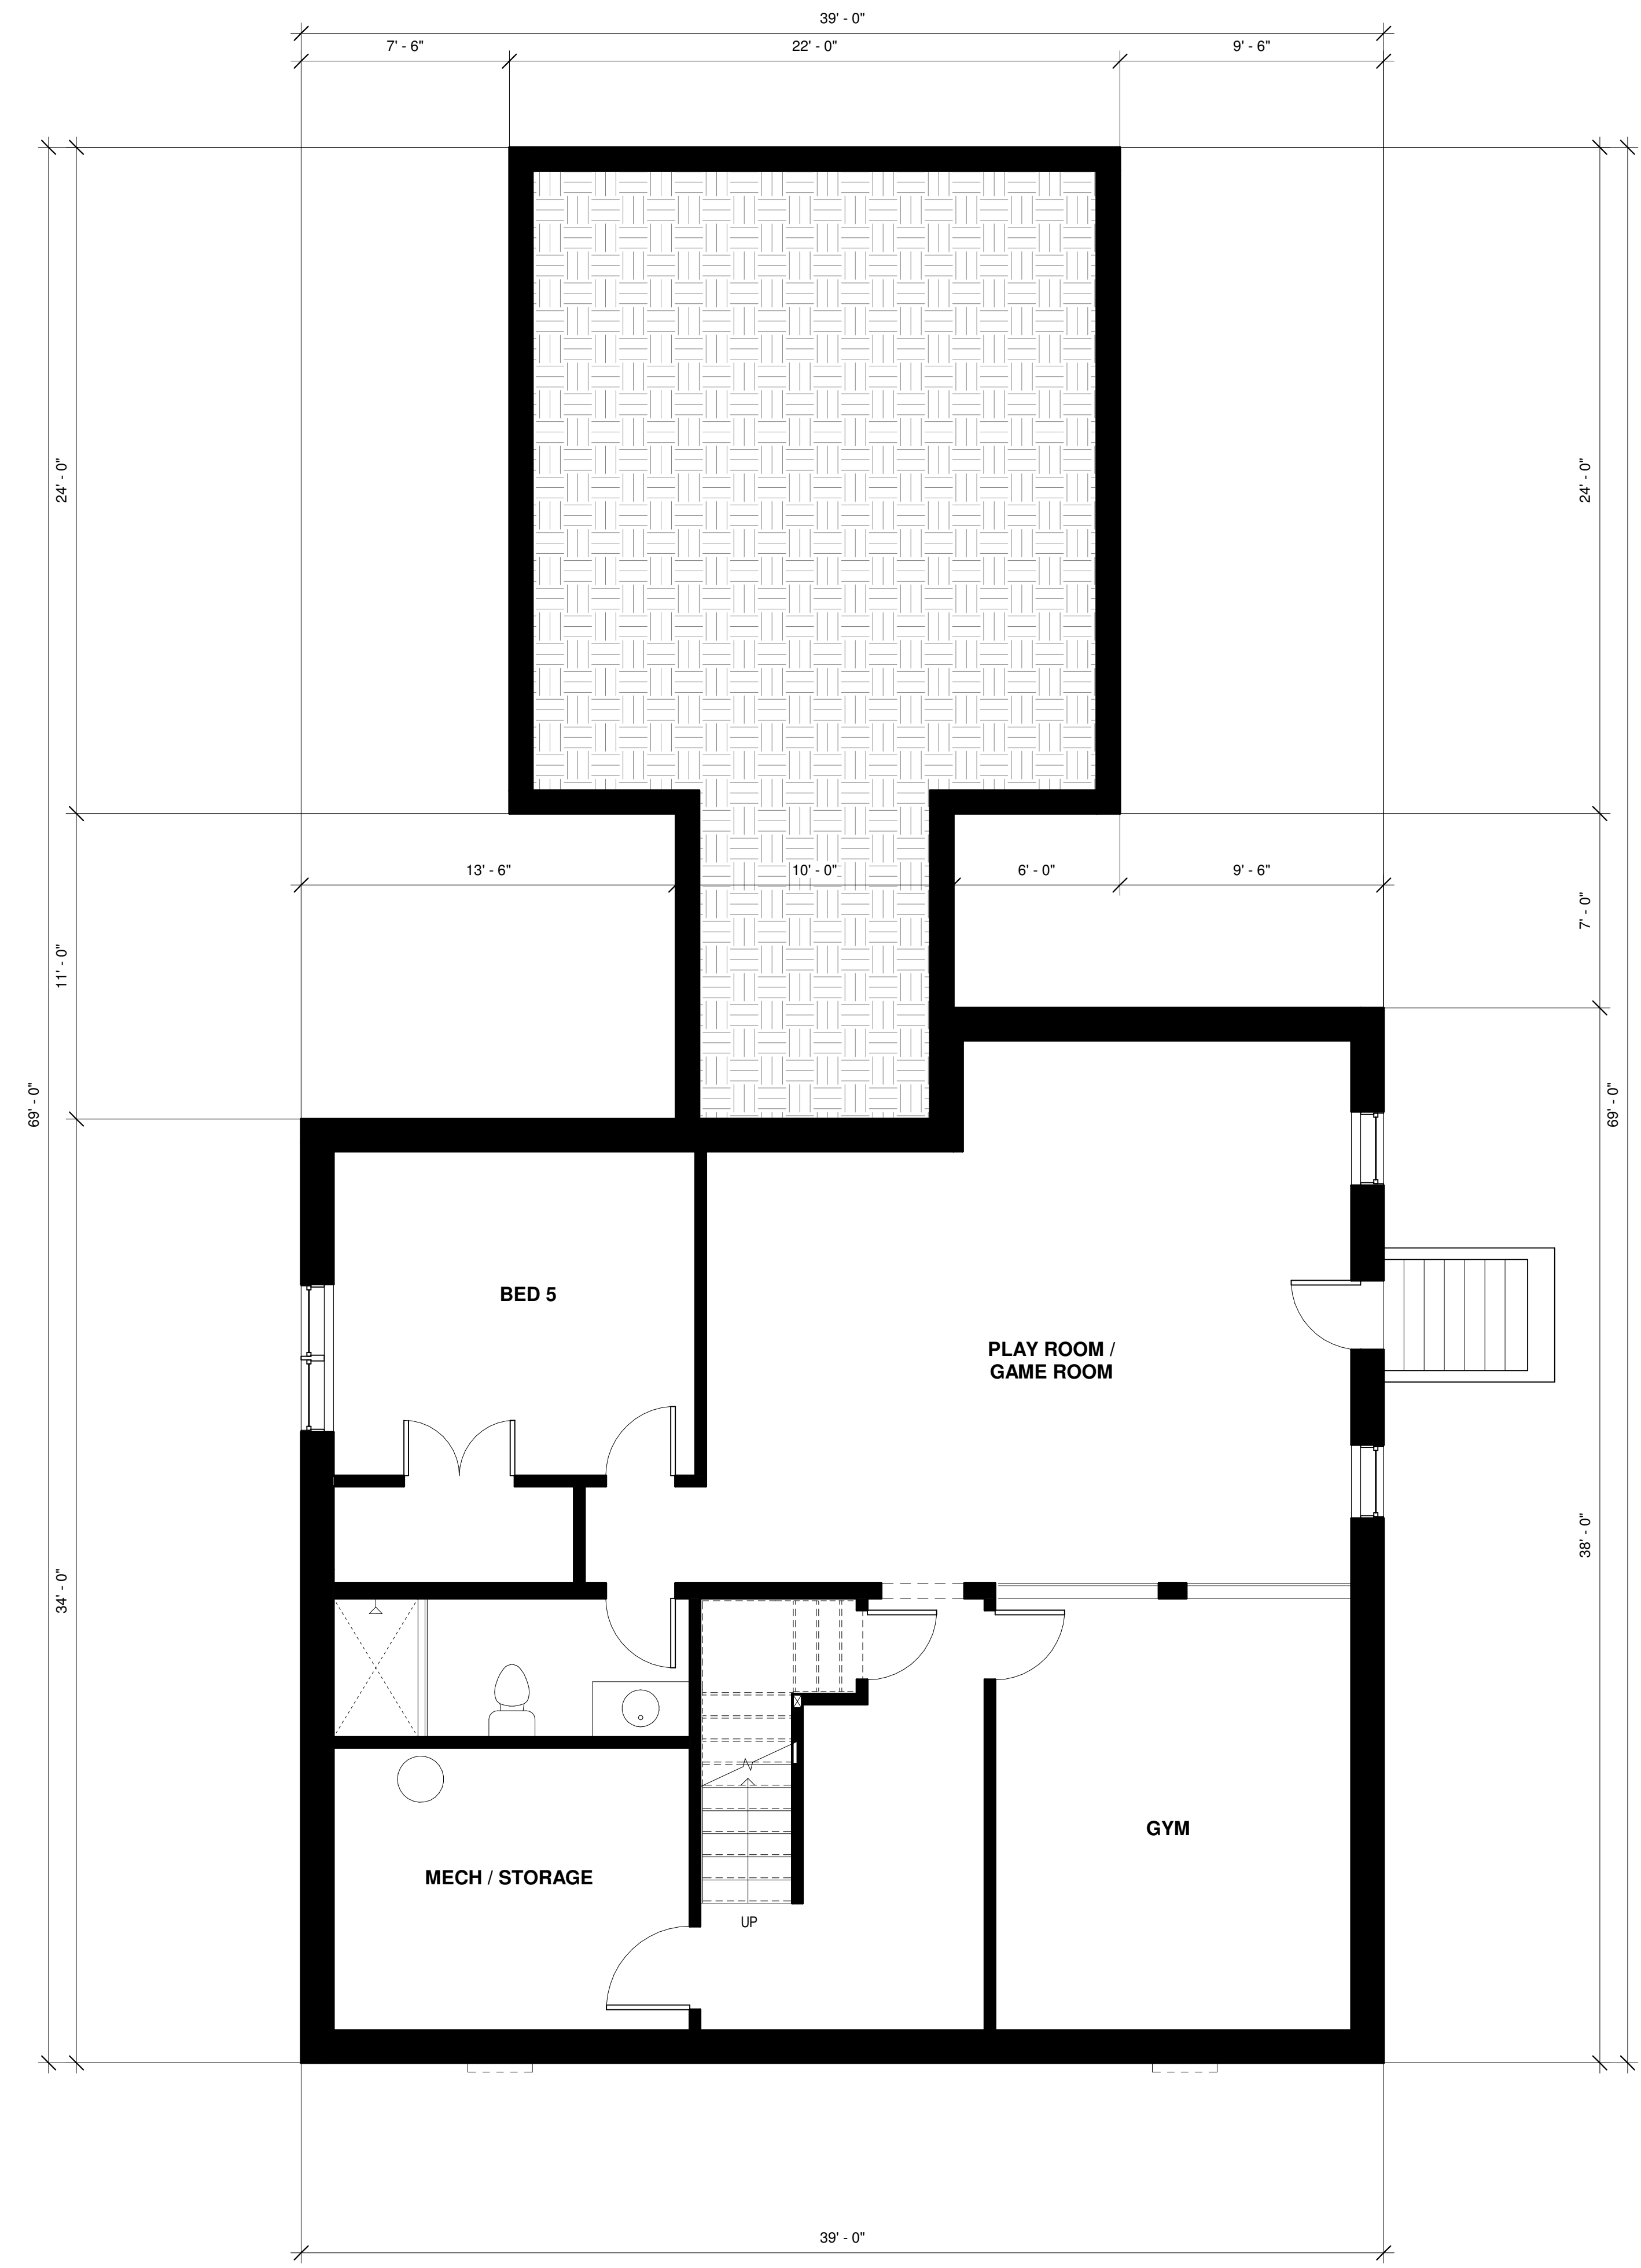 39' - 0"
7' - 6"
22' - 0"
9' - 6"
24' - 0"
24' - 0"
13' - 6"
10' - 0"
6' - 0"
9' - 6"
7' - 0"
11' - 0"
69' - 0"
69' - 0"
BED 5
PLAY ROOM /
GAME ROOM
38' - 0"
34' - 0"
GYM
MECH / STORAGE
UP
39' - 0"